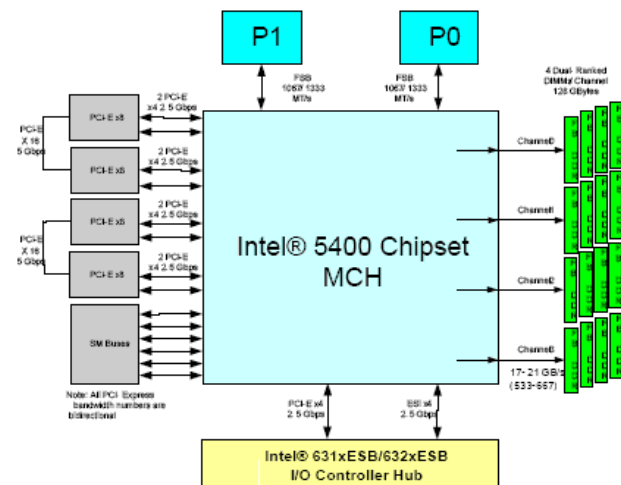 P1
P0
FSB
1067/ 1333
MT/s
FSB
1067/ 1333
MT/s
4 Dual- Ranked
DIMMs/ Channel
128 GBytes
PCI-E
X 16
5 Gbps
PCI-E x8
2 PCI-E
x4 2.5 Gbps
PCI-E x8
2 PCI-E
x4 2.5 Gbps
PCI-E
X 16
5 Gbps
PCI-E x8
2 PCI-E
x4 2.5 Gbps
PCI-E x8
2 PCI-E
x4 2.5 Gbps
SM Buses
Note: All PCI- Express
bandwidth numbers are
bidirectional
Intel® 5400 Chipset
MCH
Channel0
Channel1
Channel2
Channel3
17- 21 GB/s
(533-667)
PCI-E x4
2.5 Gbps
ESI x4
2.5 Gbps
Intel® 631xESB/632xESB
I/O Controller Hub